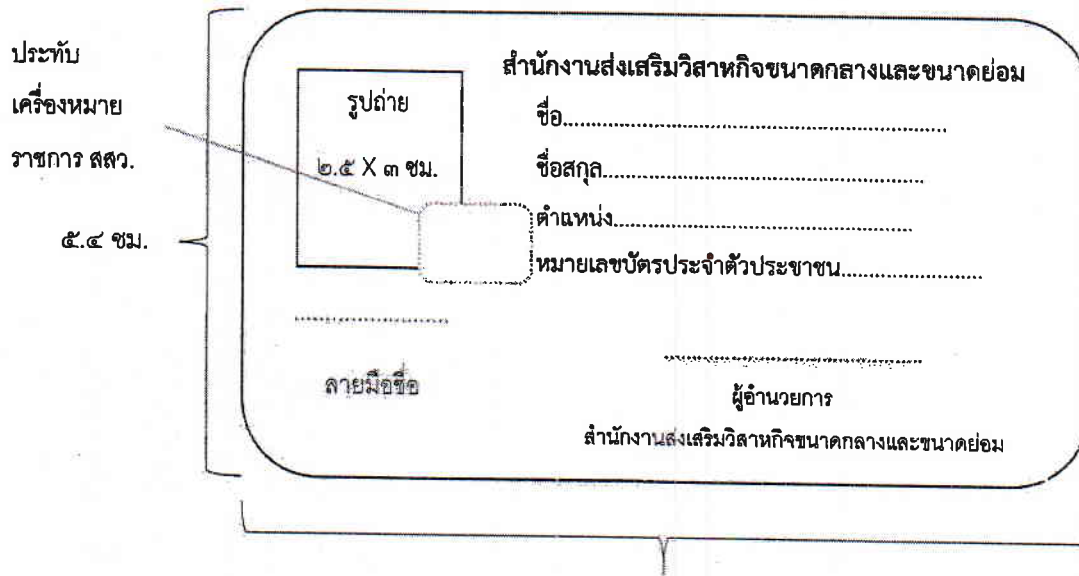 ประทับ
เครื่องหมาย
ราชการ สสว.
๕.๔ ซม.
รูปถ่าย
๒.๕ X ๓ ซม.
ลายมือชื่อ
สำนักงานส่งเสริมวิสาหกิจขนาดกลางและขนาดย่อม
ชื่อ................................................
ชื่อสกุล................................................
ตำแหน่ง................................................
หมายเลขบัตรประจำตัวประชาชน........................
ผู้อำนวยการ
สำนักงานส่งเสริมวิสาหกิจขนาดกลางและขนาดย่อม